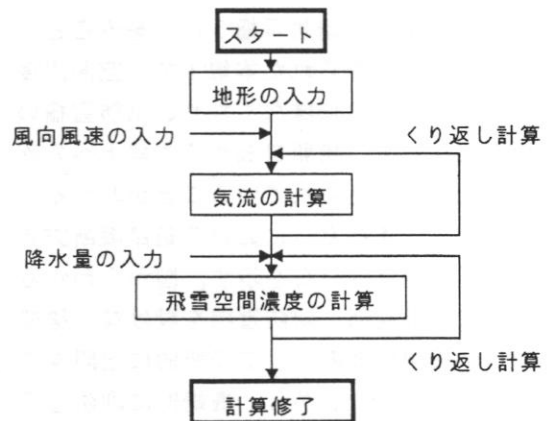 スタート
地形の入力
風向風速の入力
くり返し計算
気流の計算
降水量の入力
飛雪空間濃度の計算
くり返し計算
計算修了